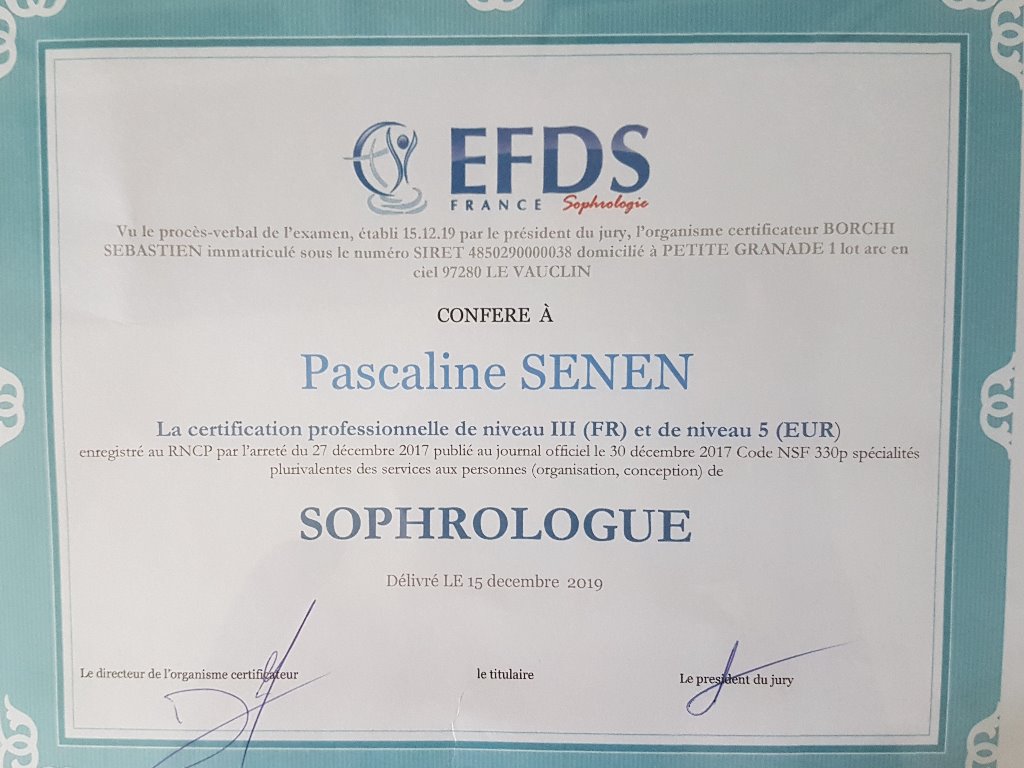 EFDS
FRANCE Sophrologie
Vu le procès-verbal de l'examen, établi 15.12.19 par le président du jury, l'organisme certificateur BORCHI
SEBASTIEN immatriculé sous le numéro SIRET 4850290000038 domicilié à PETITE GRANADE 1 lot arc en
ciel 97280 LE VAUCLIN
CONFERE À
Pascaline SENEN
La certification professionnelle de niveau III (FR) et de niveau 5 (EUR)
enregistré au RNCP par l'arreté du 27 décembre 2017 publié au journal officiel le 30 décembre 2017 Code NSF 330p spécialités
plurivalentes des services aux personnes (organisation, conception) de
SOPHROLOGUE
Délivré LE 15 decembre 2019
Le directeur de l'organisme certificateur le titulaire Le president du jury